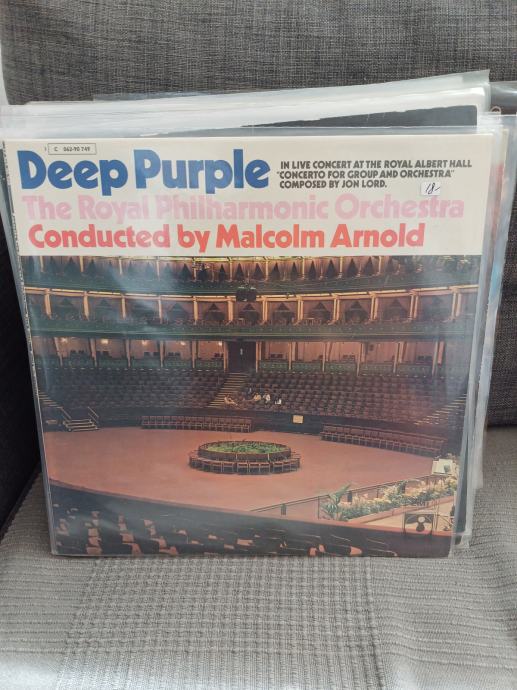 C 062-90 749
Deep Purple
IN LIVE CONCERT AT THE ROYAL ALBERT HALL
"CONCERTO FOR GROUP AND ORCHESTRA"
COMPOSED BY JON LORD.
18-
The Royal Philharmonic Orchestra
Conducted by Malcolm Arnold